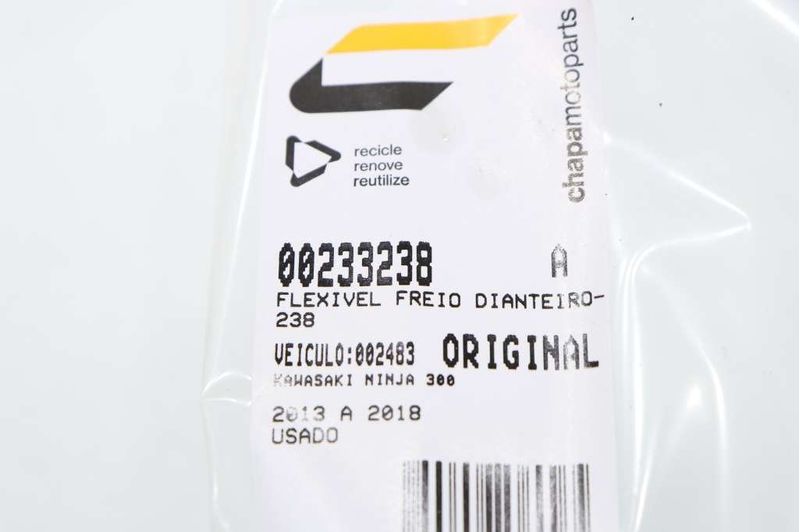 chapamotoparts
recicle
renove
reutilize
00233238 A
FLEXIVEL FREIO DIANTEIRO-
238
VEICULO:002483 ORIGINAL
KAWASAKI NINJA 300
2013 A 2018
USADO